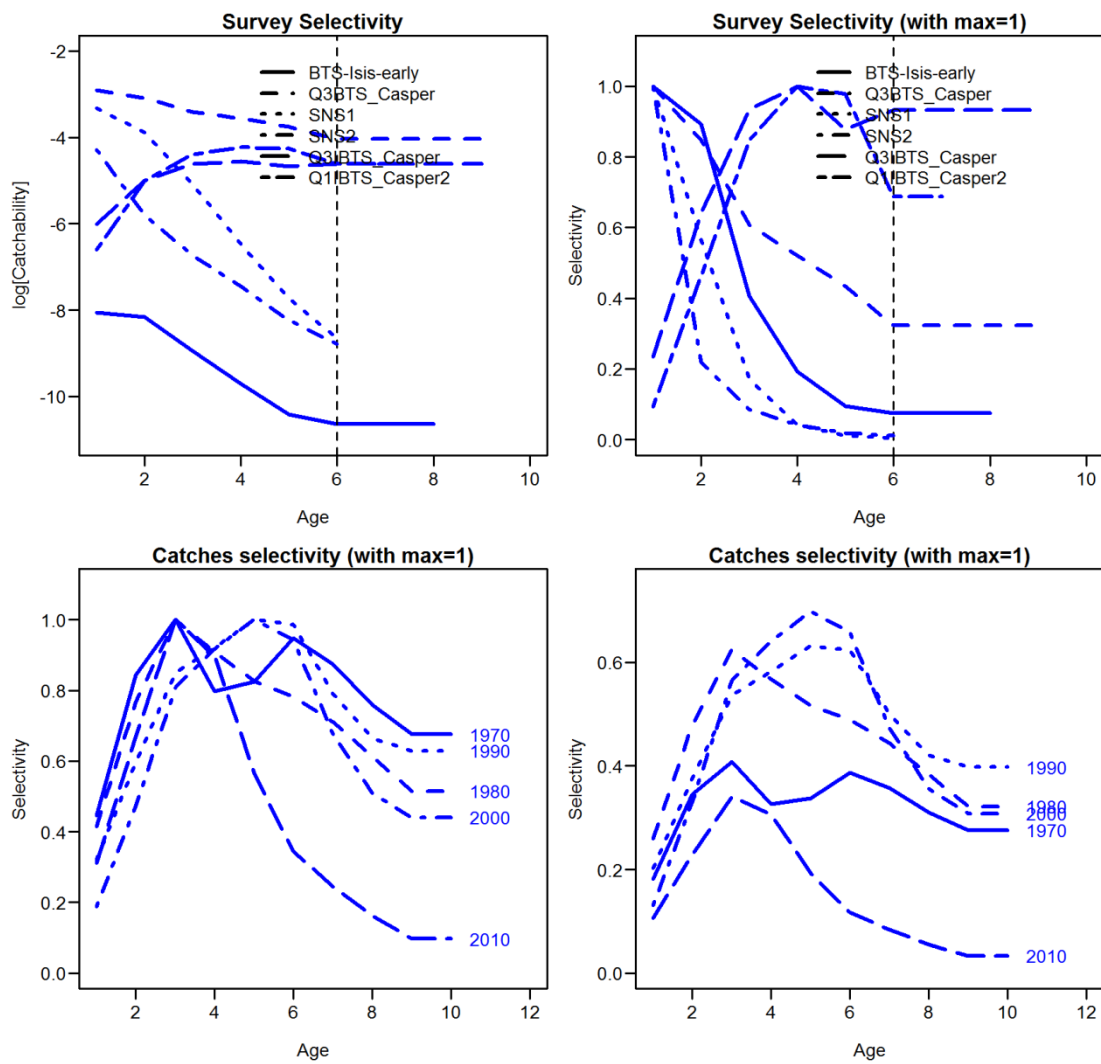 Survey Selectivity
-2
-4
-6
-8
-10
log[Catchability]
BTS-Isis-early
Q3BTS_Casper
SNS1
SNS2
Q3IBTS_Casper
Q1IBTS_Casper2
2 4 6 8 10
Age
Survey Selectivity (with max=1)
1.0
0.8
0.6
0.4
0.2
0.0
Selectivity
BTS-Isis-early
Q3BTS_Casper
SNS1
SNS2
Q3IBTS_Casper
Q1IBTS_Casper2
2 4 6 8 10
Age
Catches selectivity (with max=1)
1.0
0.8
0.6
0.4
0.2
0.0
Selectivity
1970
1990
1980
2000
2010
2 4 6 8 10 12
Age
Catches selectivity (with max=1)
0.6
0.4
0.2
0.0
Selectivity
1990
1980
2000
1970
2010
2 4 6 8 10 12
Age